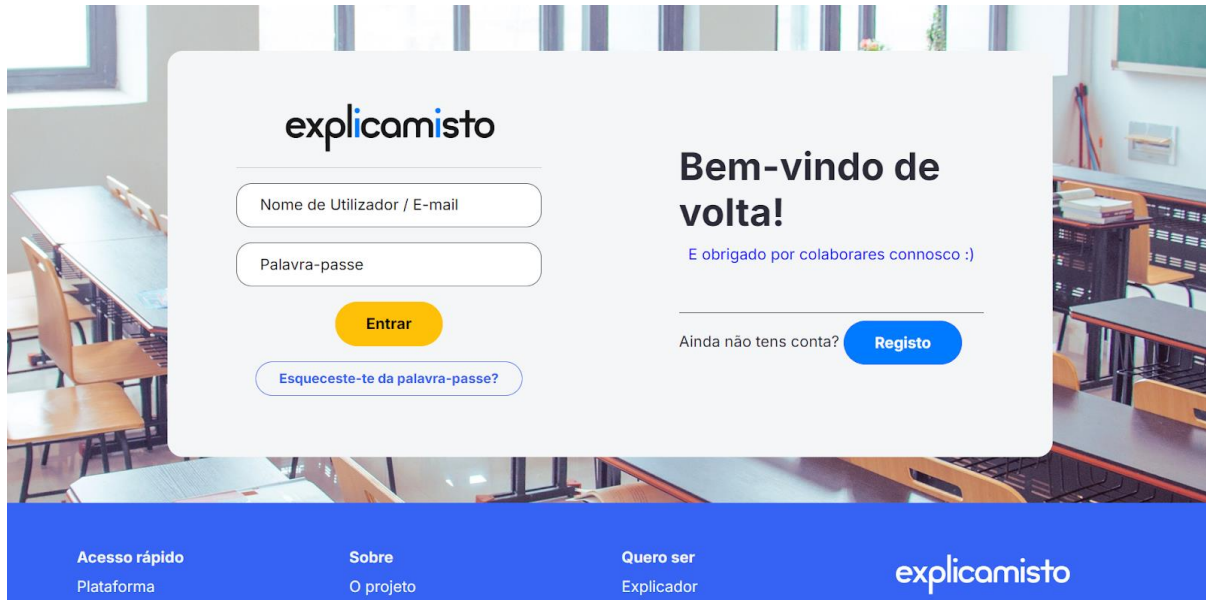 explicamisto
Nome de Utilizador / E-mail
Palavra-passe
Entrar
Esqueceste-te da palavra-passe?
Bem-vindo de
volta!
E obrigado por colaborares connosco :)
Ainda não tens conta?
Registo
Acesso rápido
Plataforma
Sobre
O projeto
Quero ser
Explicador
explicamisto